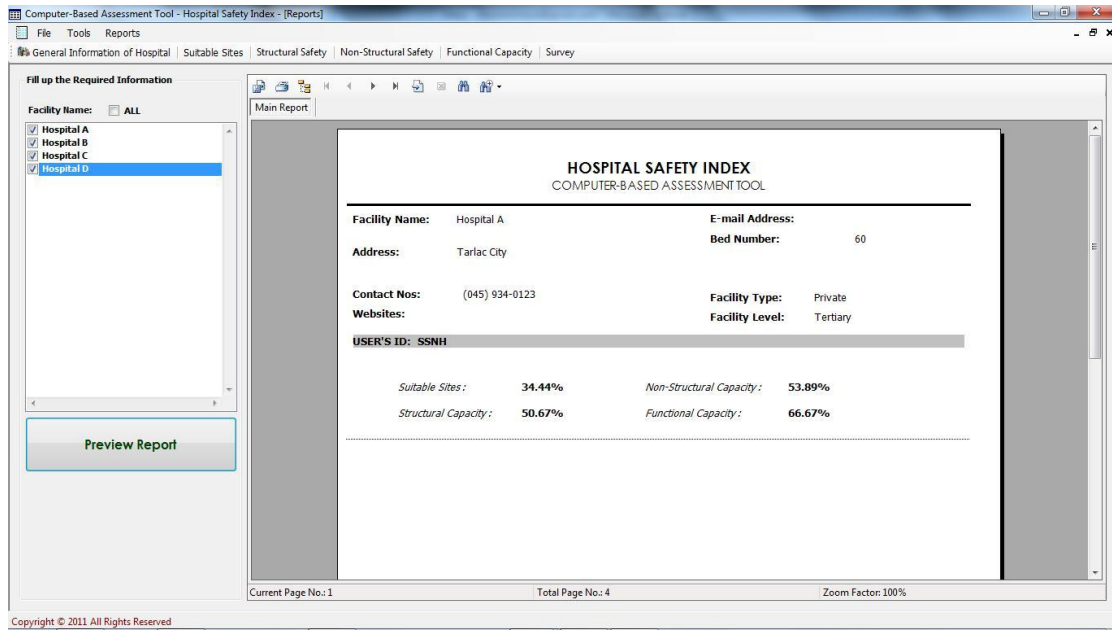 Computer-Based Assessment Tool - Hospital Safety Index - [Reports]
File Tools Reports
General Information of Hospital Suitable Sites Structural Safety Non-Structural Safety Functional Capacity Survey
Fill up the Required Information
Facility Name: ALL
Hospital A
Hospital B
Hospital C
Hospital D
Preview Report
Main Report
HOSPITAL SAFETY INDEX
COMPUTER-BASED ASSESSMENT TOOL
Facility Name: Hospital A E-mail Address:
Bed Number: 60
Address: Tarlac City
Contact Nos: (045) 934-0123 Facility Type: Private
Websites: Facility Level: Tertiary
USER'S ID: SSNH
Suitable Sites : 34.44% Non-Structural Capacity : 53.89%
Structural Capacity : 50.67% Functional Capacity : 66.67%
Current Page No.: 1 Total Page No.: 4 Zoom Factor: 100%
Copyright © 2011 All Rights Reserved